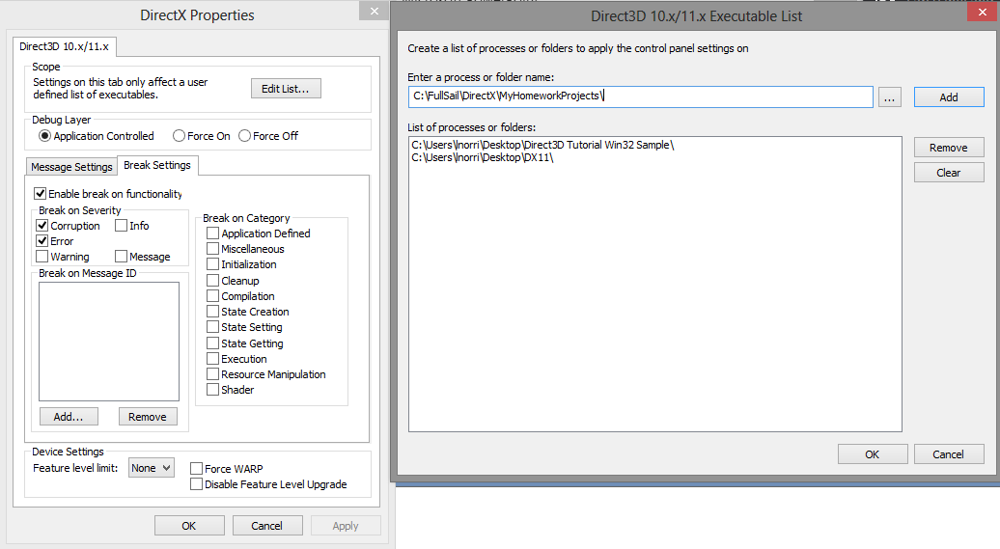 DirectX Properties
Direct3D 10.x/11.x
Scope
Settings on this tab only affect a user
defined list of executables.
Edit List...
Debug Layer
Application Controlled
Force On
Force Off
Message Settings
Break Settings
Enable break on functionality
Break on Severity
Corruption
Info
Error
Warning
Message
Break on Message ID
Add...
Remove
Break on Category
Application Defined
Miscellaneous
Initialization
Cleanup
Compilation
State Creation
State Setting
State Getting
Execution
Resource Manipulation
Shader
Device Settings
Feature level limit:
None
Force WARP
Disable Feature Level Upgrade
OK
Cancel
Apply
Direct3D 10.x/11.x Executable List
Create a list of processes or folders to apply the control panel settings on
Enter a process or folder name:
C:\FullSail\DirectX\MyHomeworkProjects\
...
Add
List of processes or folders:
C:\Users\lnorri\Desktop\Direct3D Tutorial Win32 Sample\
C:\Users\lnorri\Desktop\DX11\
Remove
Clear
OK
Cancel